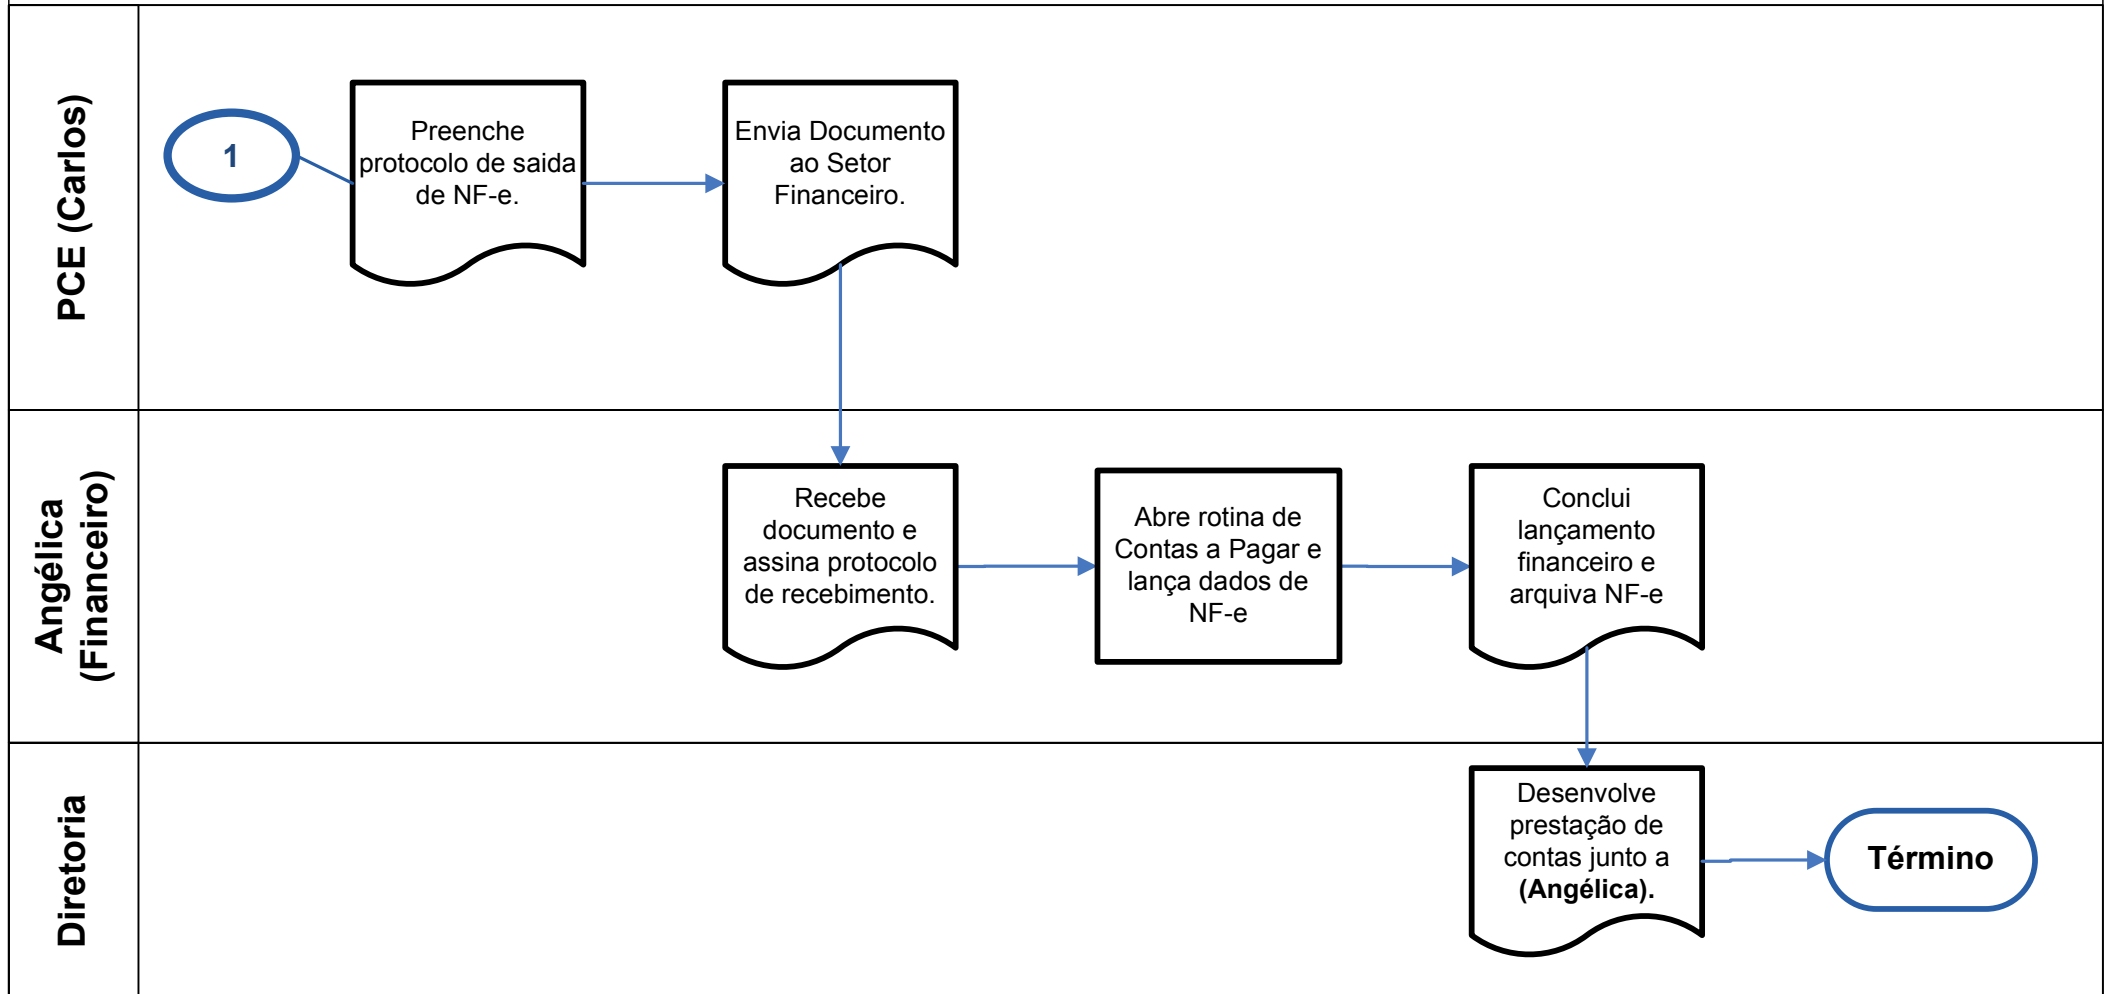 PCE (Carlos)
1
Preenche
protocolo de saida
de NF-e.
Envia Documento
ao Setor
Financeiro.
Angélica
(Financeiro)
Recebe
documento e
assina protocolo
de recebimento.
Abre rotina de
Contas a Pagar e
lança dados de
NF-e
Conclui
lançamento
financeiro e
arquiva NF-e
Diretoria
Desenvolve
prestação de
contas junto a
(Angélica).
Término